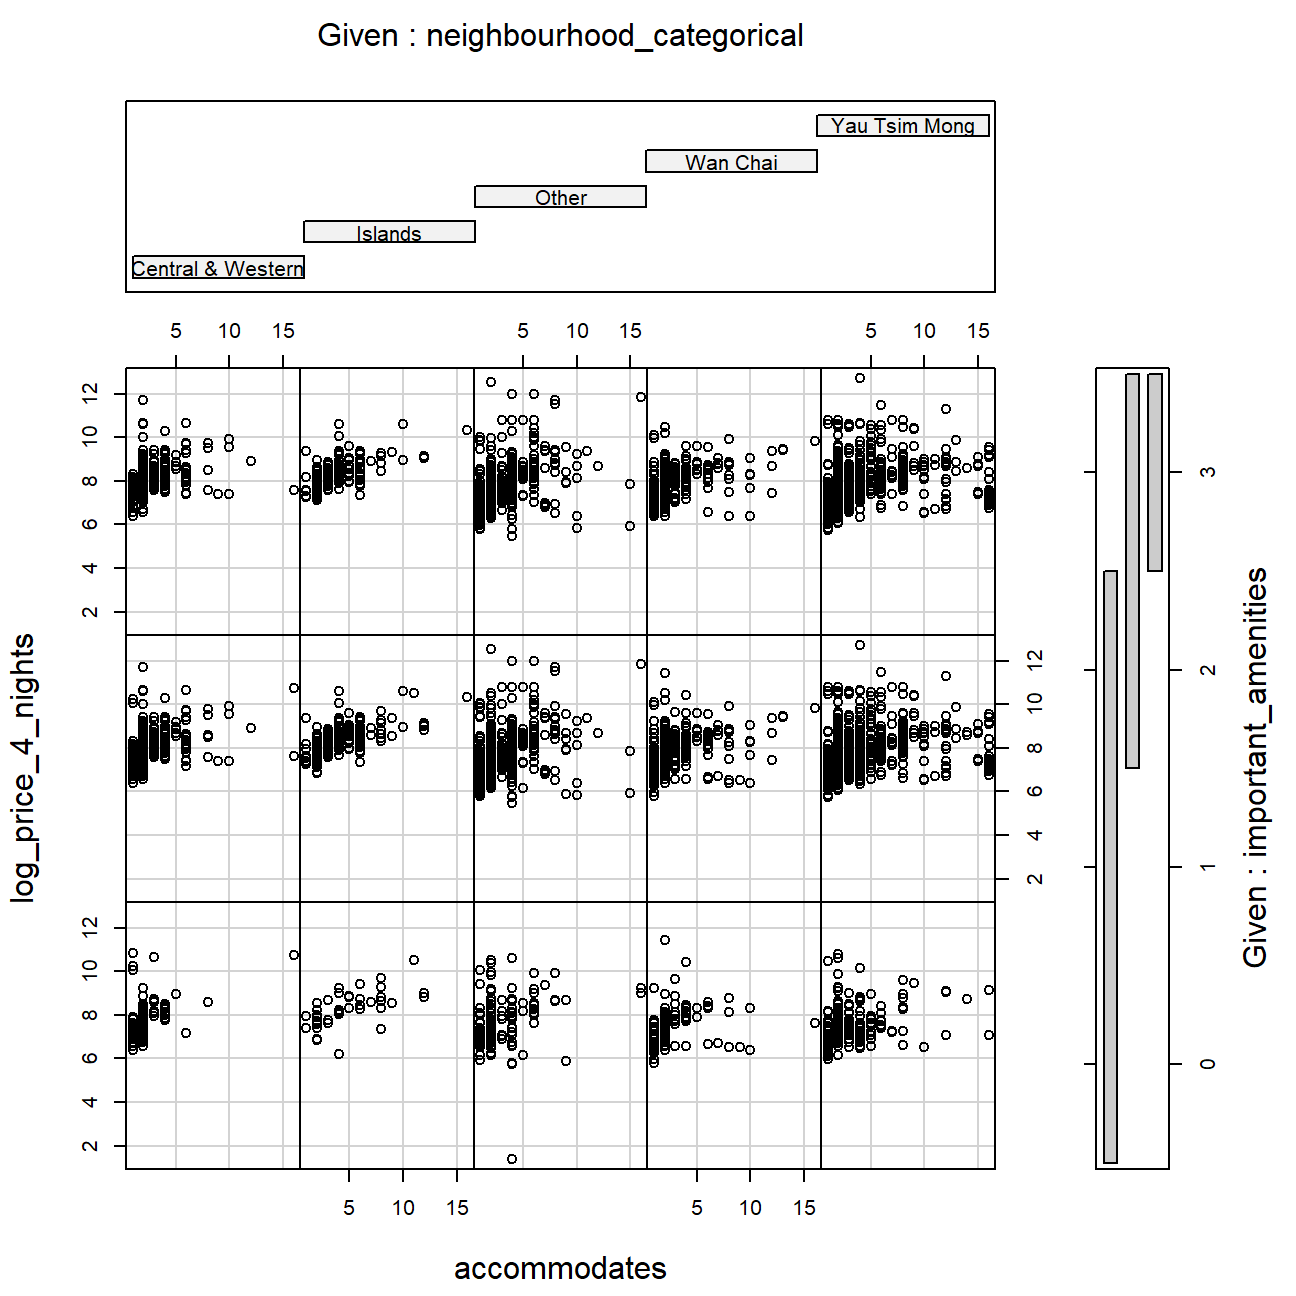 Given : neighbourhood_categorical
Yau Tsim Mong
Wan Chai
Other
Islands
Central & Western
5 10 15 5 10 15 5 10 15
12
10
8
6
4
2
12
10
8
6
4
2
12
10
8
6
4
2
3
2
1
0
log_price_4_nights
Given : important_amenities
5 10 15 5 10 15
accommodates